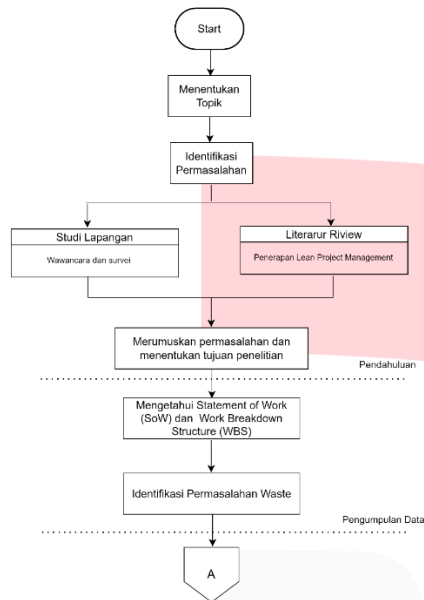 Start
Menentukan
Topik
Identifikasi
Permasalahan
Studi Lapangan
Wawancara dan survei
Literarur Riview
Penerapan Lean Project Management
Merumuskan permasalahan dan
menentukan tujuan penelitian
Pendahuluan
Mengetahui Statement of Work
(SoW) dan Work Breakdown
Structure (WBS)
Identifikasi Permasalahan Waste
Pengumpulan Data
A